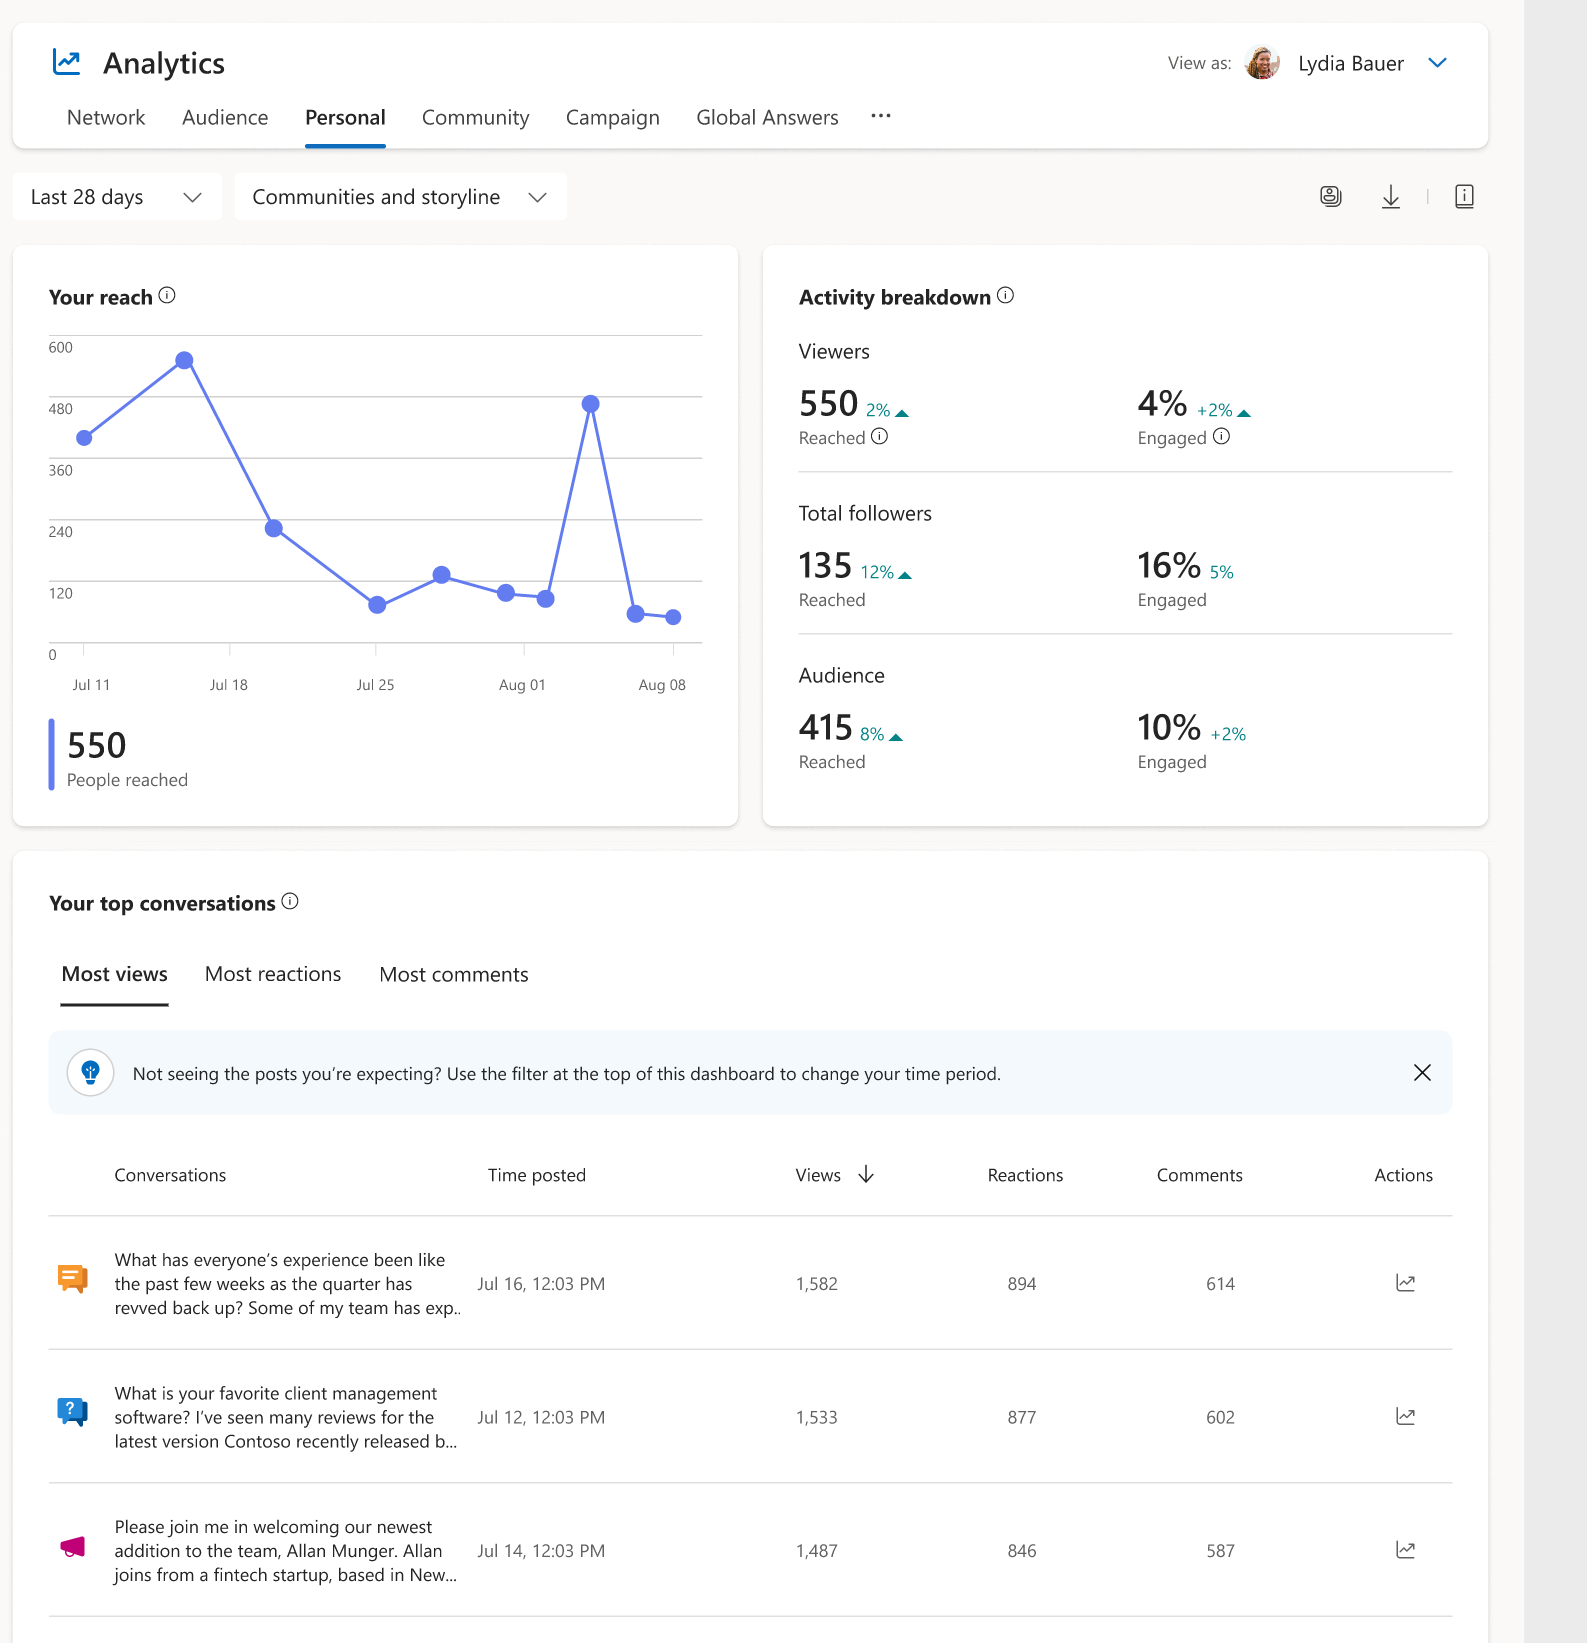 Analytics
View as:
Lydia Bauer
Network
Audience
Personal
Community
Campaign
Global Answers
...
Last 28 days
Communities and storyline
Your reach
600
480
360
240
120
0
Jul 11
Jul 18
Jul 25
Aug 01
Aug 08
550
People reached
Activity breakdown
Viewers
550 2%
Reached
4% +2%
Engaged
Total followers
135 12%
Reached
16% 5%
Engaged
Audience
415 8%
Reached
10% +2%
Engaged
Your top conversations
Most views
Most reactions
Most comments
Not seeing the posts you’re expecting? Use the filter at the top of this dashboard to change your time period.
Conversations
Time posted
Views
Reactions
Comments
Actions
What has everyone’s experience been like
the past few weeks as the quarter has
revved back up? Some of my team has exp..
Jul 16, 12:03 PM
1,582
894
614
What is your favorite client management
software? I’ve seen many reviews for the
latest version Contoso recently released b...
Jul 12, 12:03 PM
1,533
877
602
Please join me in welcoming our newest
addition to the team, Allan Munger. Allan
joins from a fintech startup, based in New...
Jul 14, 12:03 PM
1,487
846
587